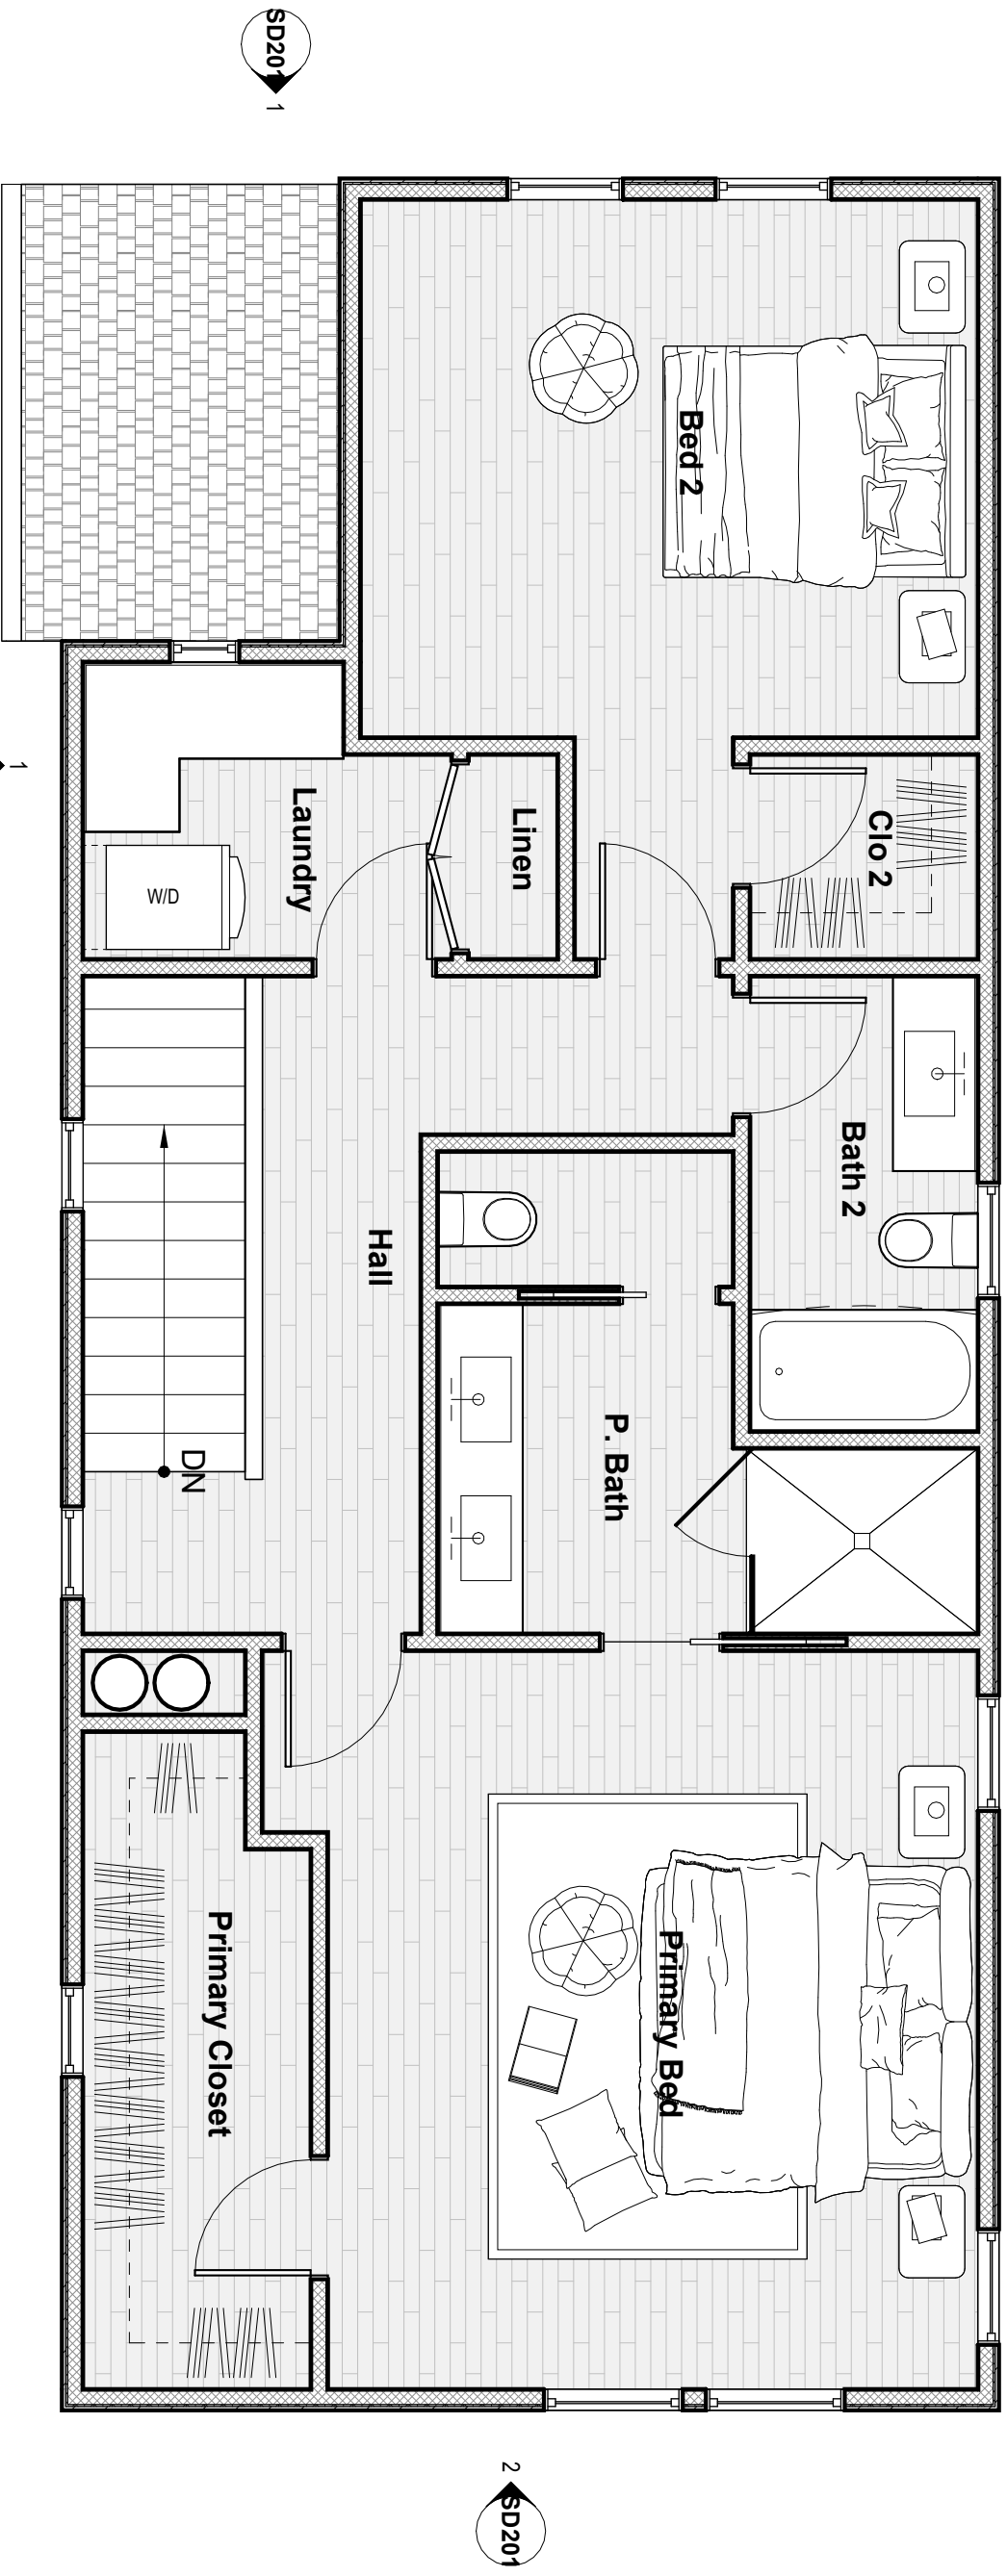 SD201
1
Bed 2
Clo 2
Linen
Laundry
W/D
1
Bath 2
Hall
P. Bath
DN
Primary Bed
Primary Closet
2
SD201